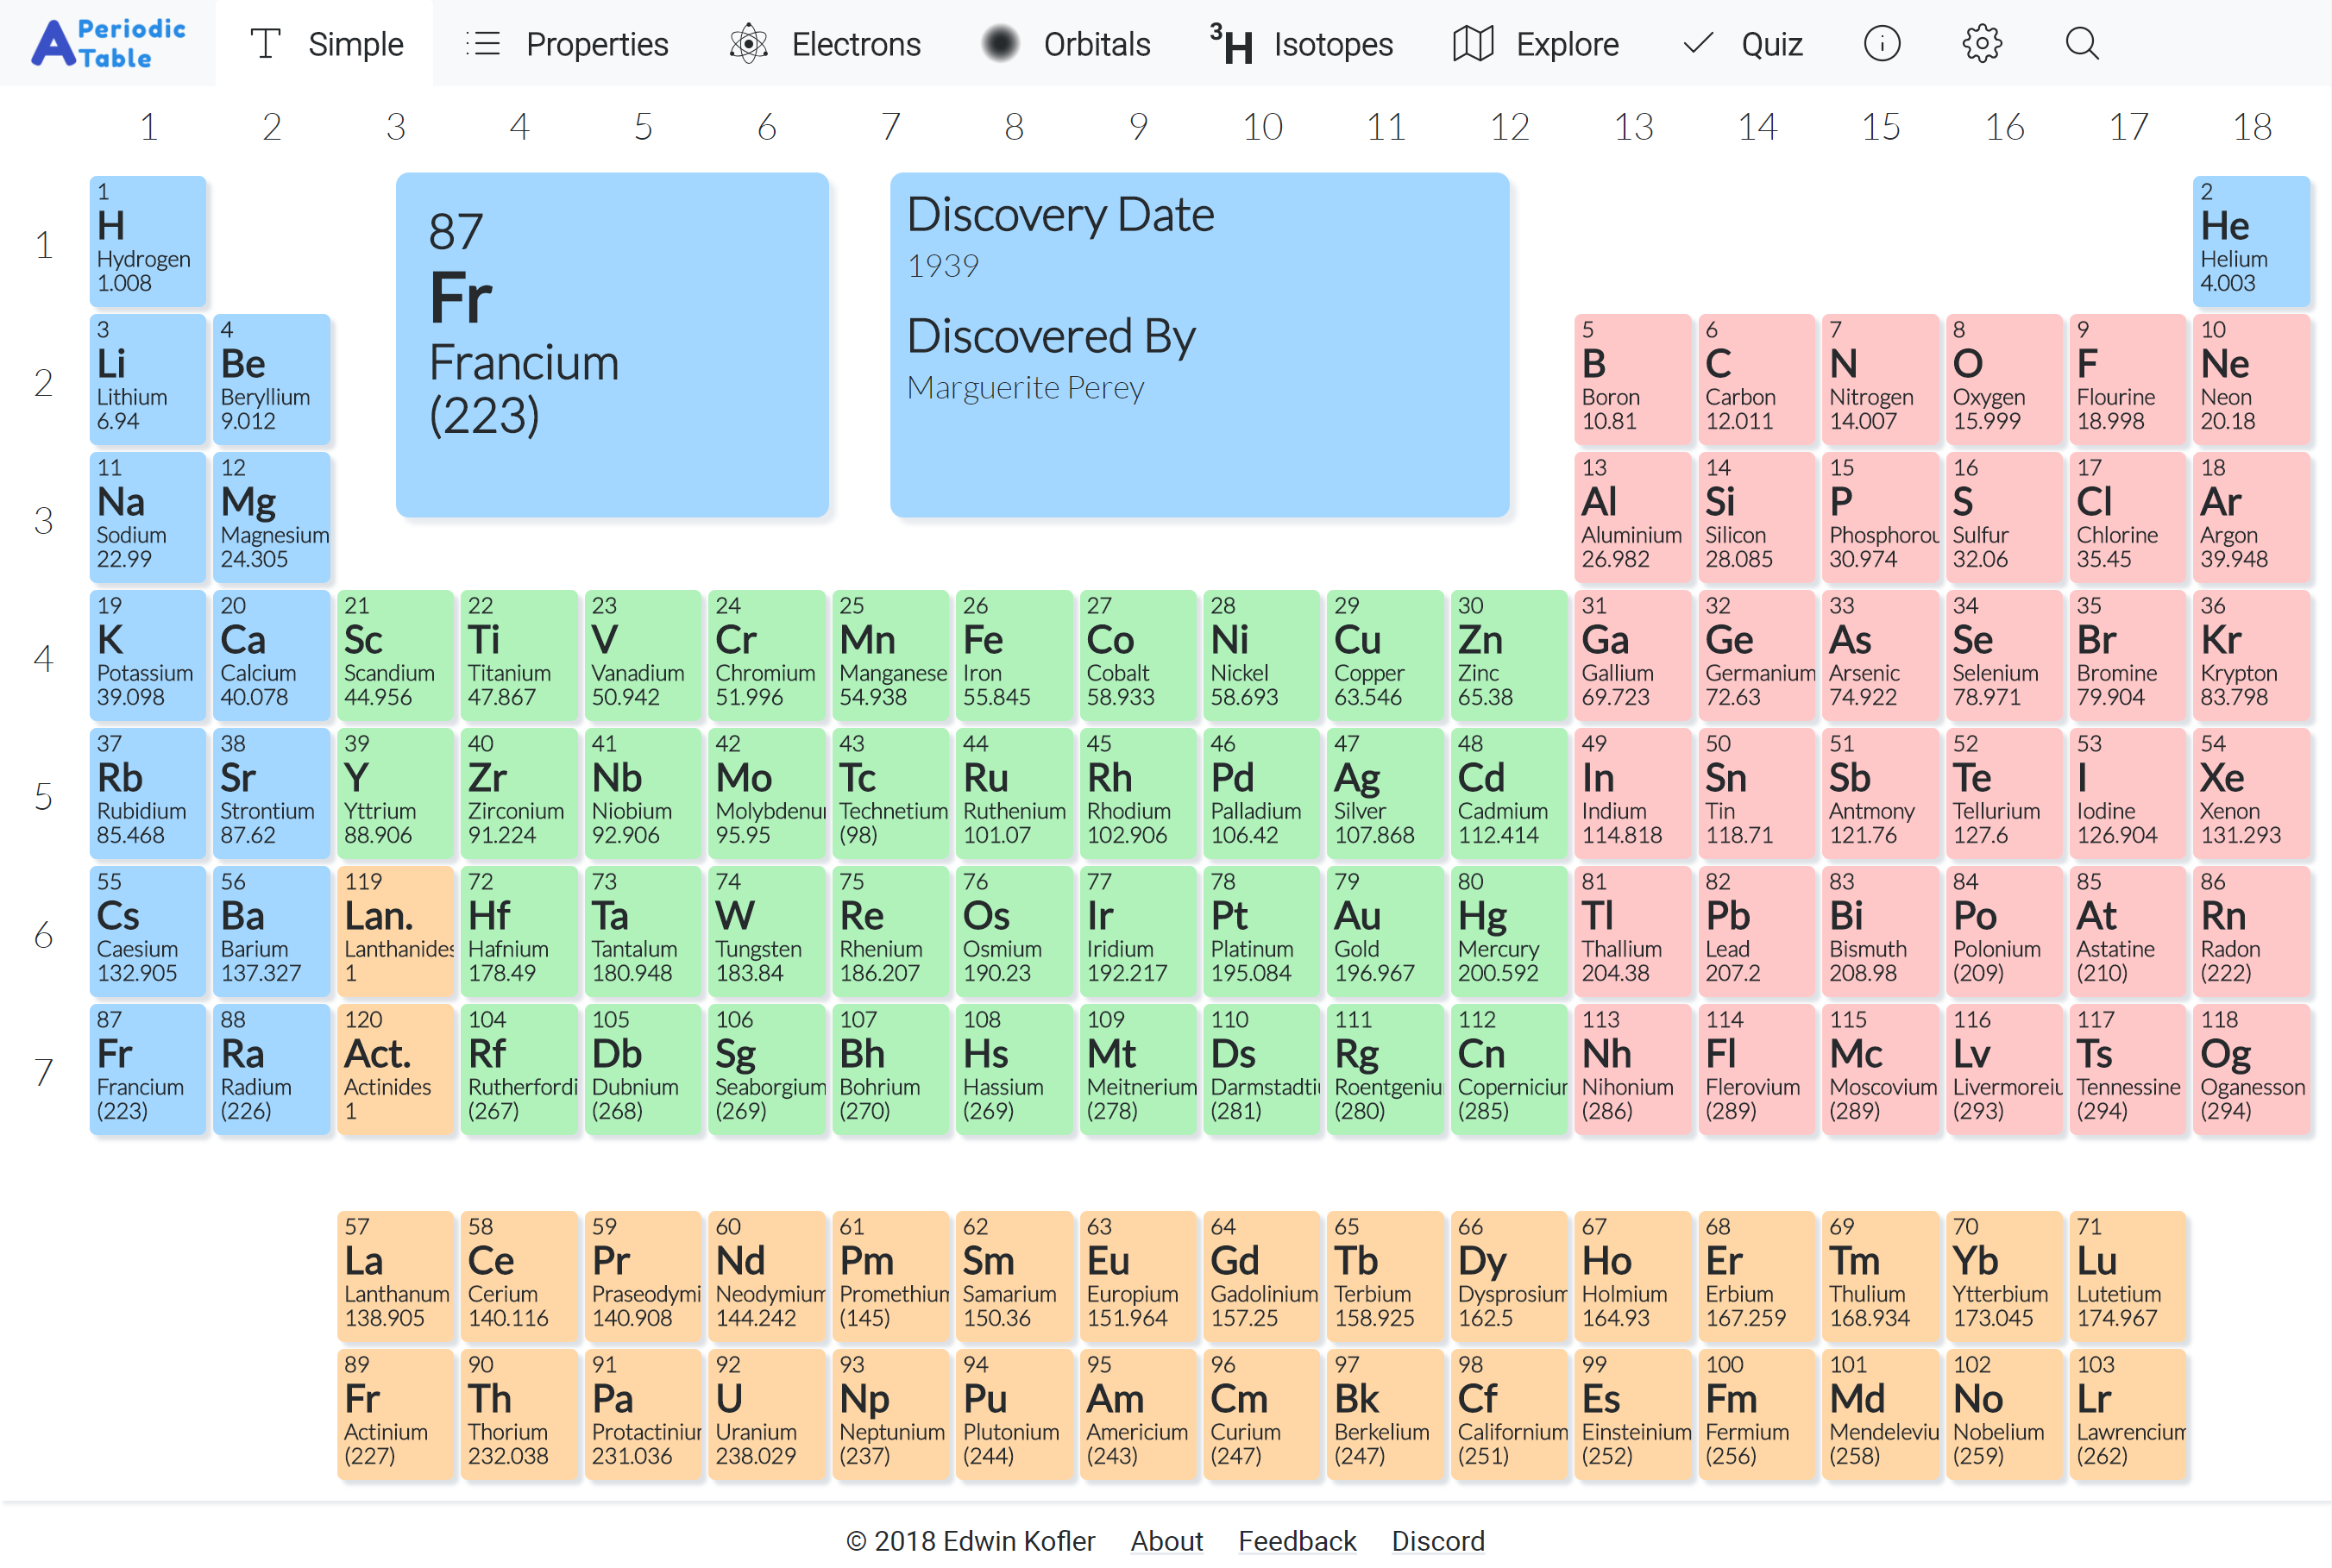 A Periodic Table
Simple
Properties
Electrons
Orbitals
3H Isotopes
Explore
Quiz
1 2 3 4 5 6 7 8 9 10 11 12 13 14 15 16 17 18
87
Fr
Francium
(223)
Discovery Date
1939
Discovered By
Marguerite Perey
1
1 H Hydrogen 1.008
2 He Helium 4.003
2
3 Li Lithium 6.94
4 Be Beryllium 9.012
5 B Boron 10.81
6 C Carbon 12.011
7 N Nitrogen 14.007
8 O Oxygen 15.999
9 F Flourine 18.998
10 Ne Neon 20.18
3
11 Na Sodium 22.99
12 Mg Magnesium 24.305
13 Al Aluminium 26.982
14 Si Silicon 28.085
15 P Phosphorou 30.974
16 S Sulfur 32.06
17 Cl Chlorine 35.45
18 Ar Argon 39.948
4
19 K Potassium 39.098
20 Ca Calcium 40.078
21 Sc Scandium 44.956
22 Ti Titanium 47.867
23 V Vanadium 50.942
24 Cr Chromium 51.996
25 Mn Manganese 54.938
26 Fe Iron 55.845
27 Co Cobalt 58.933
28 Ni Nickel 58.693
29 Cu Copper 63.546
30 Zn Zinc 65.38
31 Ga Gallium 69.723
32 Ge Germanium 72.63
33 As Arsenic 74.922
34 Se Selenium 78.971
35 Br Bromine 79.904
36 Kr Krypton 83.798
5
37 Rb Rubidium 85.468
38 Sr Strontium 87.62
39 Y Yttrium 88.906
40 Zr Zirconium 91.224
41 Nb Niobium 92.906
42 Mo Molybdenu 95.95
43 Tc Technetium (98)
44 Ru Ruthenium 101.07
45 Rh Rhodium 102.906
46 Pd Palladium 106.42
47 Ag Silver 107.868
48 Cd Cadmium 112.414
49 In Indium 114.818
50 Sn Tin 118.71
51 Sb Antmony 121.76
52 Te Tellurium 127.6
53 I Iodine 126.904
54 Xe Xenon 131.293
6
55 Cs Caesium 132.905
56 Ba Barium 137.327
119 Lan. Lanthanides 1
72 Hf Hafnium 178.49
73 Ta Tantalum 180.948
74 W Tungsten 183.84
75 Re Rhenium 186.207
76 Os Osmium 190.23
77 Ir Iridium 192.217
78 Pt Platinum 195.084
79 Au Gold 196.967
80 Hg Mercury 200.592
81 Tl Thallium 204.38
82 Pb Lead 207.2
83 Bi Bismuth 208.98
84 Po Polonium (209)
85 At Astatine (210)
86 Rn Radon (222)
7
87 Fr Francium (223)
88 Ra Radium (226)
120 Act. Actinides 1
104 Rf Rutherfordi (267)
105 Db Dubnium (268)
106 Sg Seaborgium (269)
107 Bh Bohrium (270)
108 Hs Hassium (269)
109 Mt Meitnerium (278)
110 Ds Darmstadti (281)
111 Rg Roentgeniu (280)
112 Cn Coperniciu (285)
113 Nh Nihonium (286)
114 Fl Flerovium (289)
115 Mc Moscovium (289)
116 Lv Livermoreiu (293)
117 Ts Tennessine (294)
118 Og Oganesson (294)
57 La Lanthanum 138.905
58 Ce Cerium 140.116
59 Pr Praseodymi 140.908
60 Nd Neodymium 144.242
61 Pm Promethium (145)
62 Sm Samarium 150.36
63 Eu Europium 151.964
64 Gd Gadolinium 157.25
65 Tb Terbium 158.925
66 Dy Dysprosium 162.5
67 Ho Holmium 164.93
68 Er Erbium 167.259
69 Tm Thulium 168.934
70 Yb Ytterbium 173.045
71 Lu Lutetium 174.967
89 Fr Actinium (227)
90 Th Thorium 232.038
91 Pa Protactiniu 231.036
92 U Uranium 238.029
93 Np Neptunium (237)
94 Pu Plutonium (244)
95 Am Americium (243)
96 Cm Curium (247)
97 Bk Berkelium (247)
98 Cf Californium (251)
99 Es Einsteinium (252)
100 Fm Fermium (256)
101 Md Mendeleviu (258)
102 No Nobelium (259)
103 Lr Lawrencium (262)
© 2018 Edwin Kofler About Feedback Discord